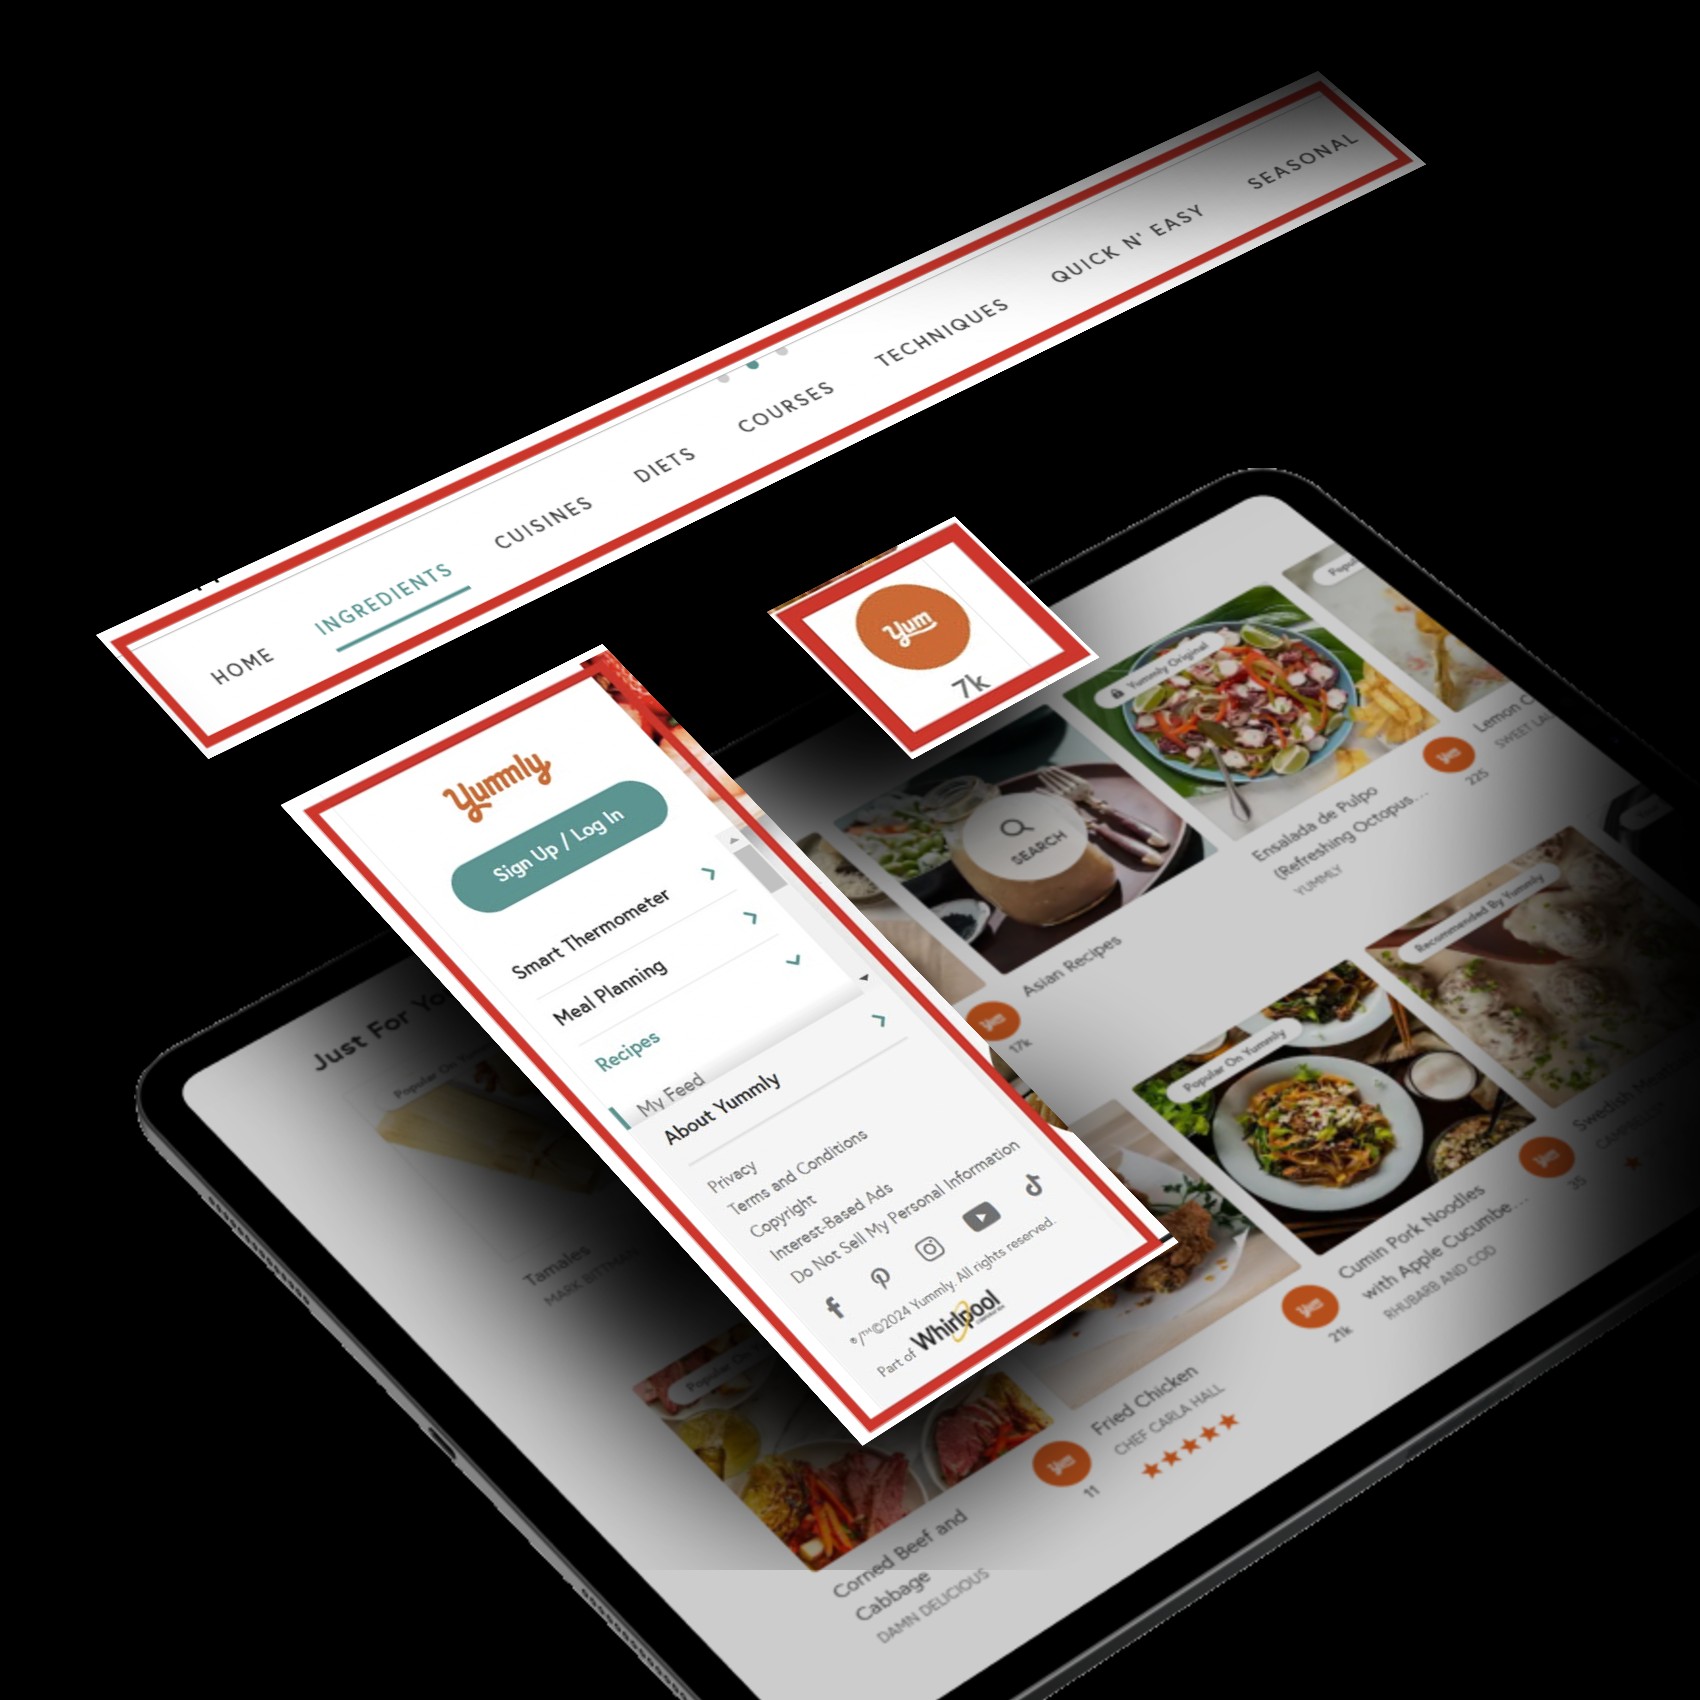 HOME
INGREDIENTS
CUISINES
DIETS
COURSES
TECHNIQUES
QUICK N' EASY
SEASONAL
Yum
7k
Yummly
Sign Up / Log In
Smart Thermometer
Meal Planning
Recipes
My Feed
About Yummly
Privacy
Terms and Conditions
Copyright
Interest-Based Ads
Do Not Sell My Personal Information
®/™©2024 Yummly. All rights reserved.
Part of Whirlpool
Just For You
Popular On Yummly
Tamales
MARK BITTMAN
SEARCH
Asian Recipes
Yum
17k
Yummly Original
Ensalada de Pulpo
(Refreshing Octopus...
YUMMLY
Yum
225
Popul
Lemon C
SWEET LA
Popular On
Corned Beef and
Cabbage
DAMN DELICIOUS
Yum
11
Fried Chicken
CHEF CARLA HALL
Yum
21k
Popular On Yummly
Cumin Pork Noodles
with Apple Cucumbe...
RHUBARB AND COD
Yum
35
Recommended By Yummly
Swedish